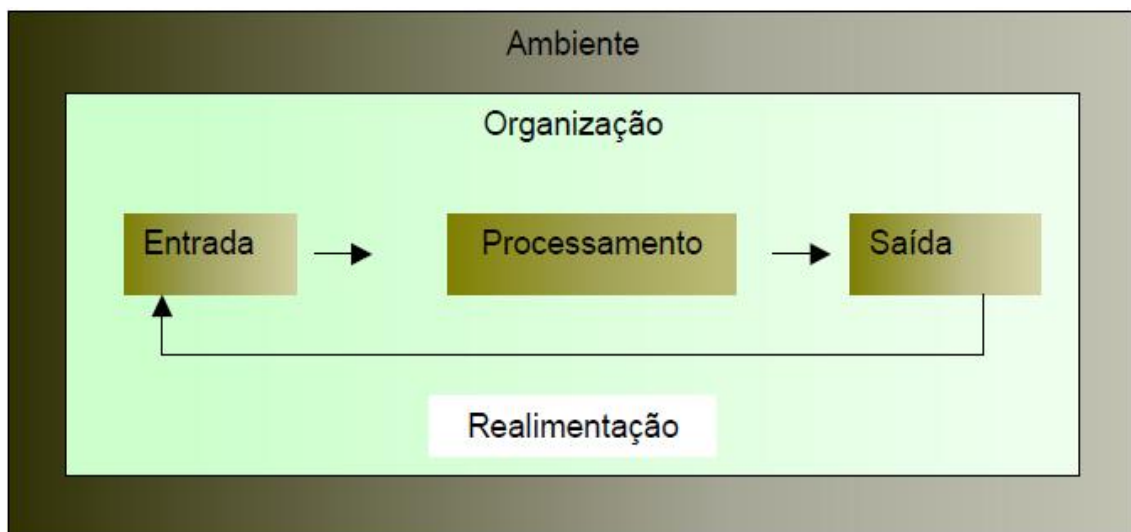 Ambiente
Organização
Entrada
Processamento
Saída
Realimentação